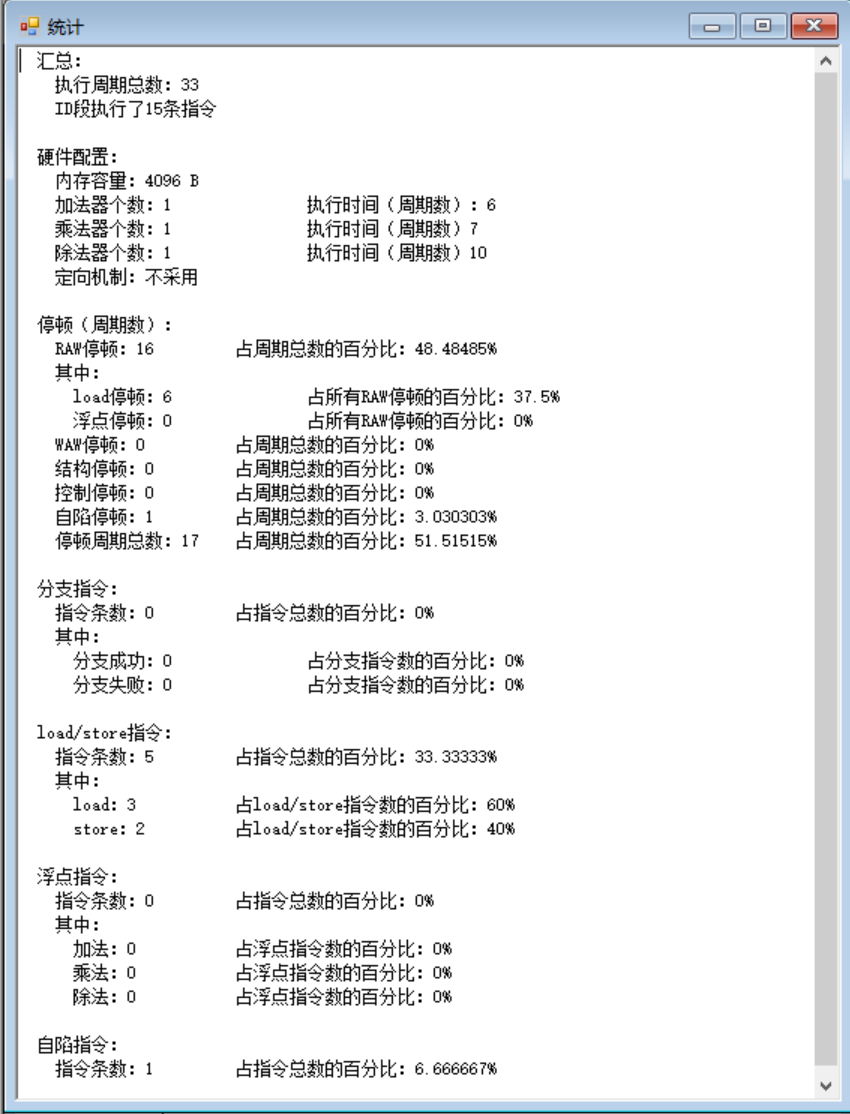 统计
汇总:
执行周期总数: 33
ID段执行了15条指令
硬件配置:
内存容量: 4096 B
加法器个数: 1 执行时间(周期数): 6
乘法器个数: 1 执行时间(周期数) 7
除法器个数: 1 执行时间(周期数) 10
定向机制: 不采用
停顿(周期数):
RAW停顿: 16 占周期总数的百分比: 48.48485%
其中:
load停顿: 6 占所有RAW停顿的百分比: 37.5%
浮点停顿: 0 占所有RAW停顿的百分比: 0%
WAW停顿: 0 占周期总数的百分比: 0%
结构停顿: 0 占周期总数的百分比: 0%
控制停顿: 0 占周期总数的百分比: 0%
自陷停顿: 1 占周期总数的百分比: 3.030303%
停顿周期总数: 17 占周期总数的百分比: 51.51515%
分支指令:
指令条数: 0 占指令总数的百分比: 0%
其中:
分支成功: 0 占分支指令数的百分比: 0%
分支失败: 0 占分支指令数的百分比: 0%
load/store指令:
指令条数: 5 占指令总数的百分比: 33.33333%
其中:
load: 3 占load/store指令数的百分比: 60%
store: 2 占load/store指令数的百分比: 40%
浮点指令:
指令条数: 0 占指令总数的百分比: 0%
其中:
加法: 0 占浮点指令数的百分比: 0%
乘法: 0 占浮点指令数的百分比: 0%
除法: 0 占浮点指令数的百分比: 0%
自陷指令:
指令条数: 1 占指令总数的百分比: 6.666667%